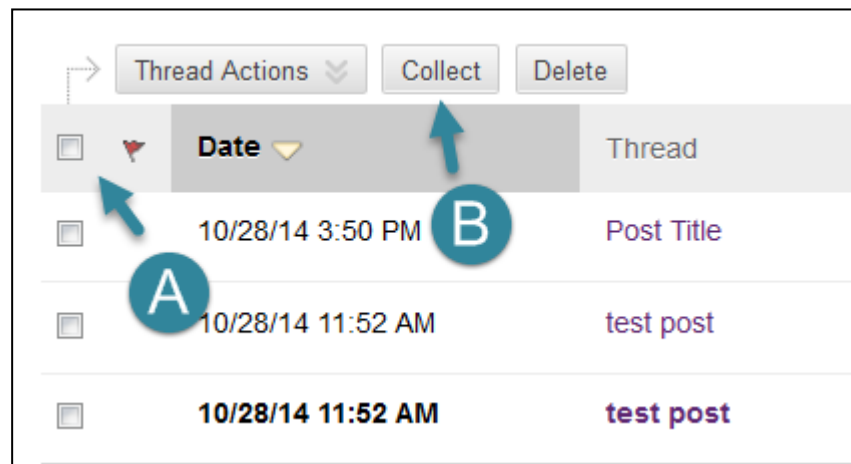 Thread Actions Collect Delete
Date Thread
10/28/14 3:50 PM B Post Title
A
10/28/14 11:52 AM test post
10/28/14 11:52 AM test post